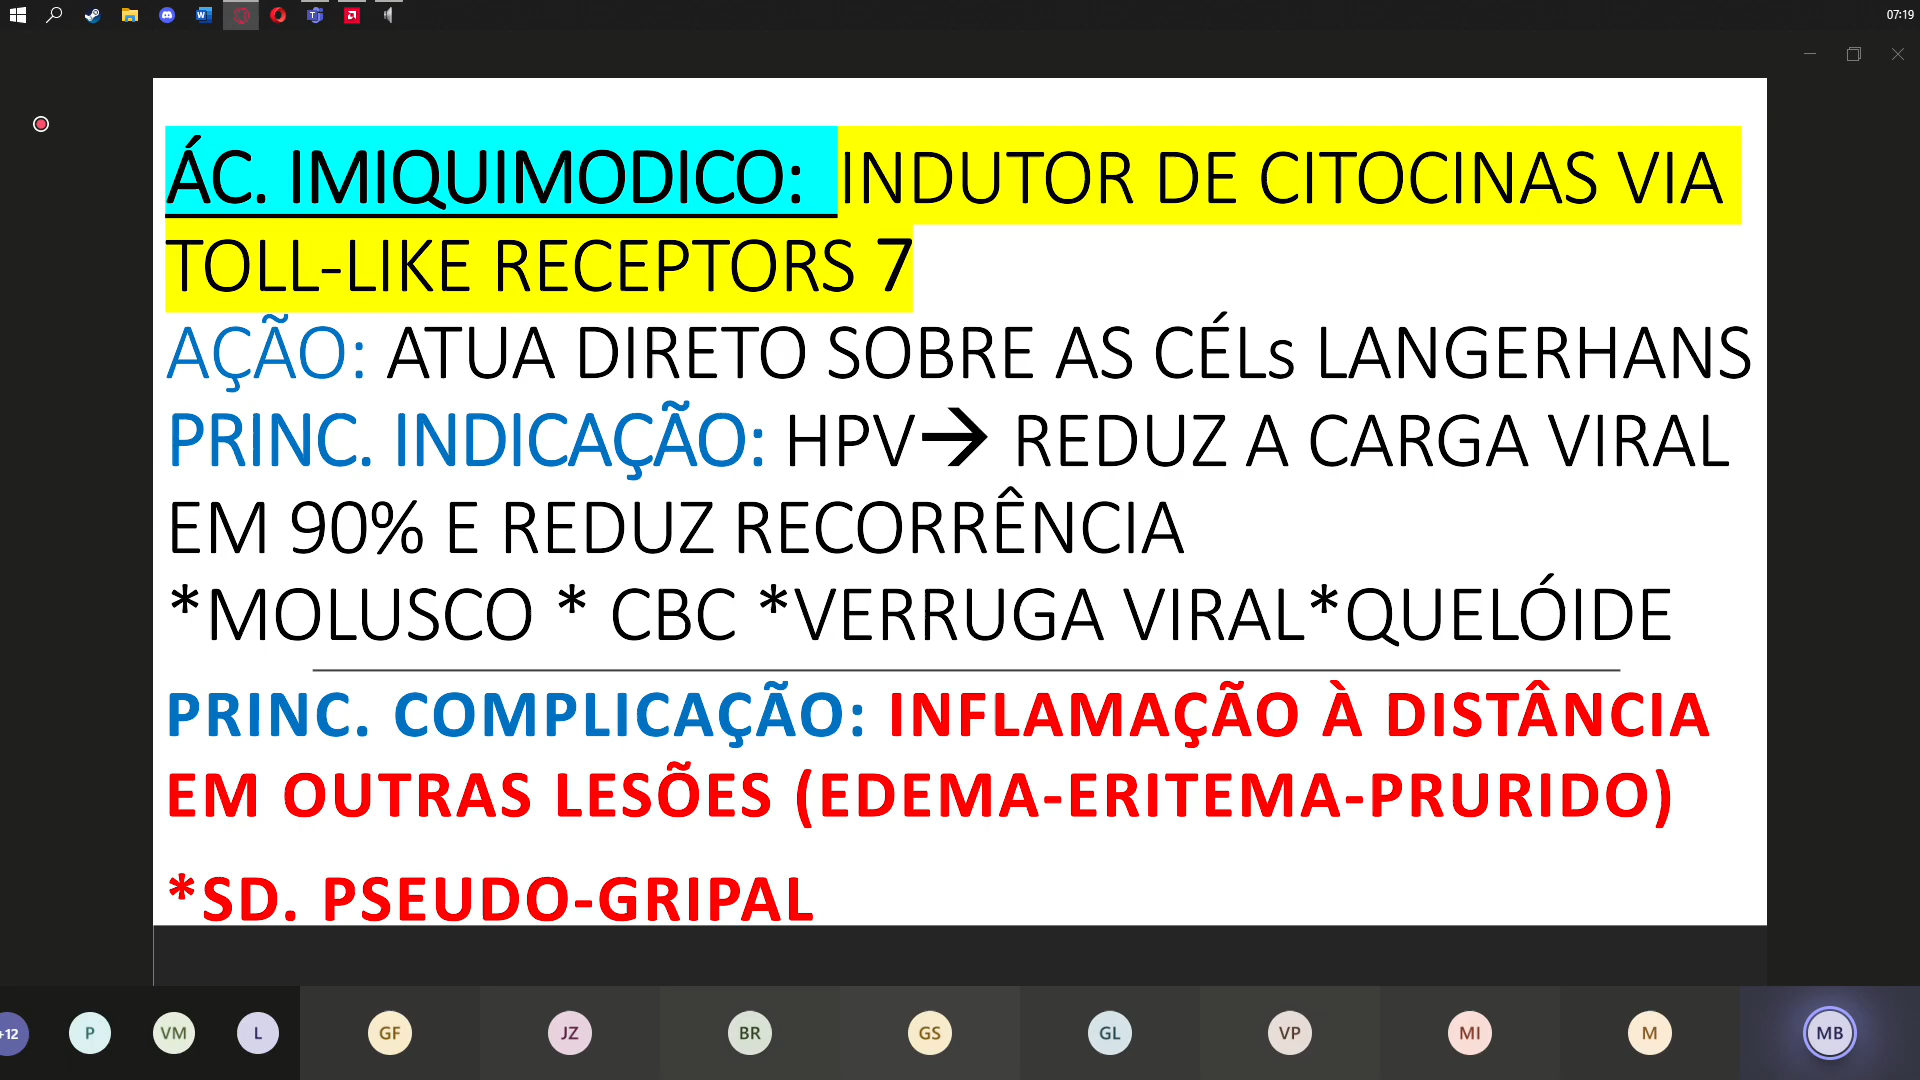 07:19
ÁC. IMIQUIMODICO: INDUTOR DE CITOCINAS VIA
TOLL-LIKE RECEPTORS 7
AÇÃO: ATUA DIRETO SOBRE AS CÉLs LANGERHANS
PRINC. INDICAÇÃO: HPV→ REDUZ A CARGA VIRAL
EM 90% E REDUZ RECORRÊNCIA
*MOLUSCO * CBC *VERRUGA VIRAL*QUELÓIDE
PRINC. COMPLICAÇÃO: INFLAMAÇÃO À DISTÂNCIA
EM OUTRAS LESÕES (EDEMA-ERITEMA-PRURIDO)
*SD. PSEUDO-GRIPAL
+12 P VM L GF JZ BR GS GL VP MI M MB